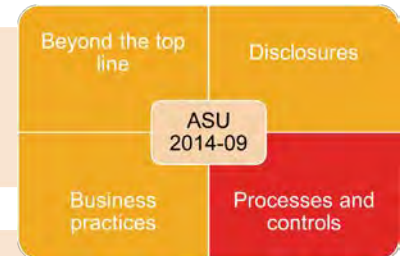 Beyond the top
line
Disclosures
ASU
2014-09
Business
practices
Processes and
controls